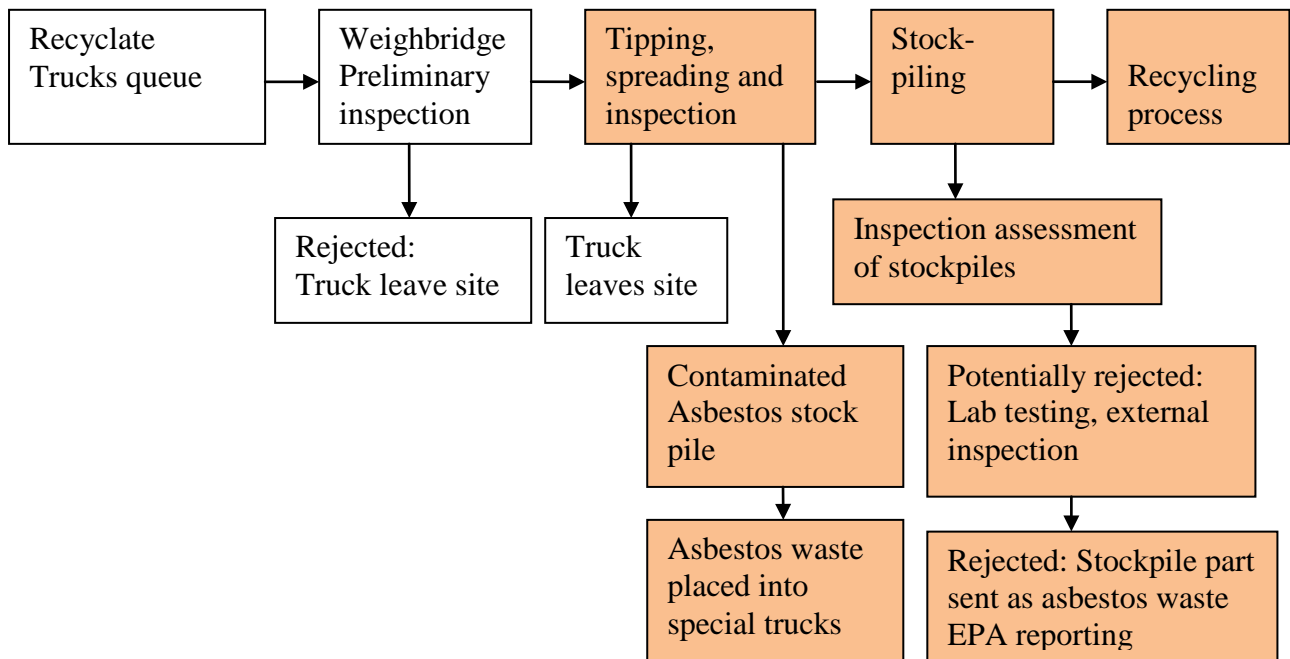 Recyclate
Trucks queue
Weighbridge
Preliminary
inspection
Tipping,
spreading and
inspection
Stock-
piling
Recycling
process
Rejected:
Truck leave site
Truck
leaves site
Inspection assessment
of stockpiles
Contaminated
Asbestos stock
pile
Potentially rejected:
Lab testing, external
inspection
Asbestos waste
placed into
special trucks
Rejected: Stockpile part
sent as asbestos waste
EPA reporting